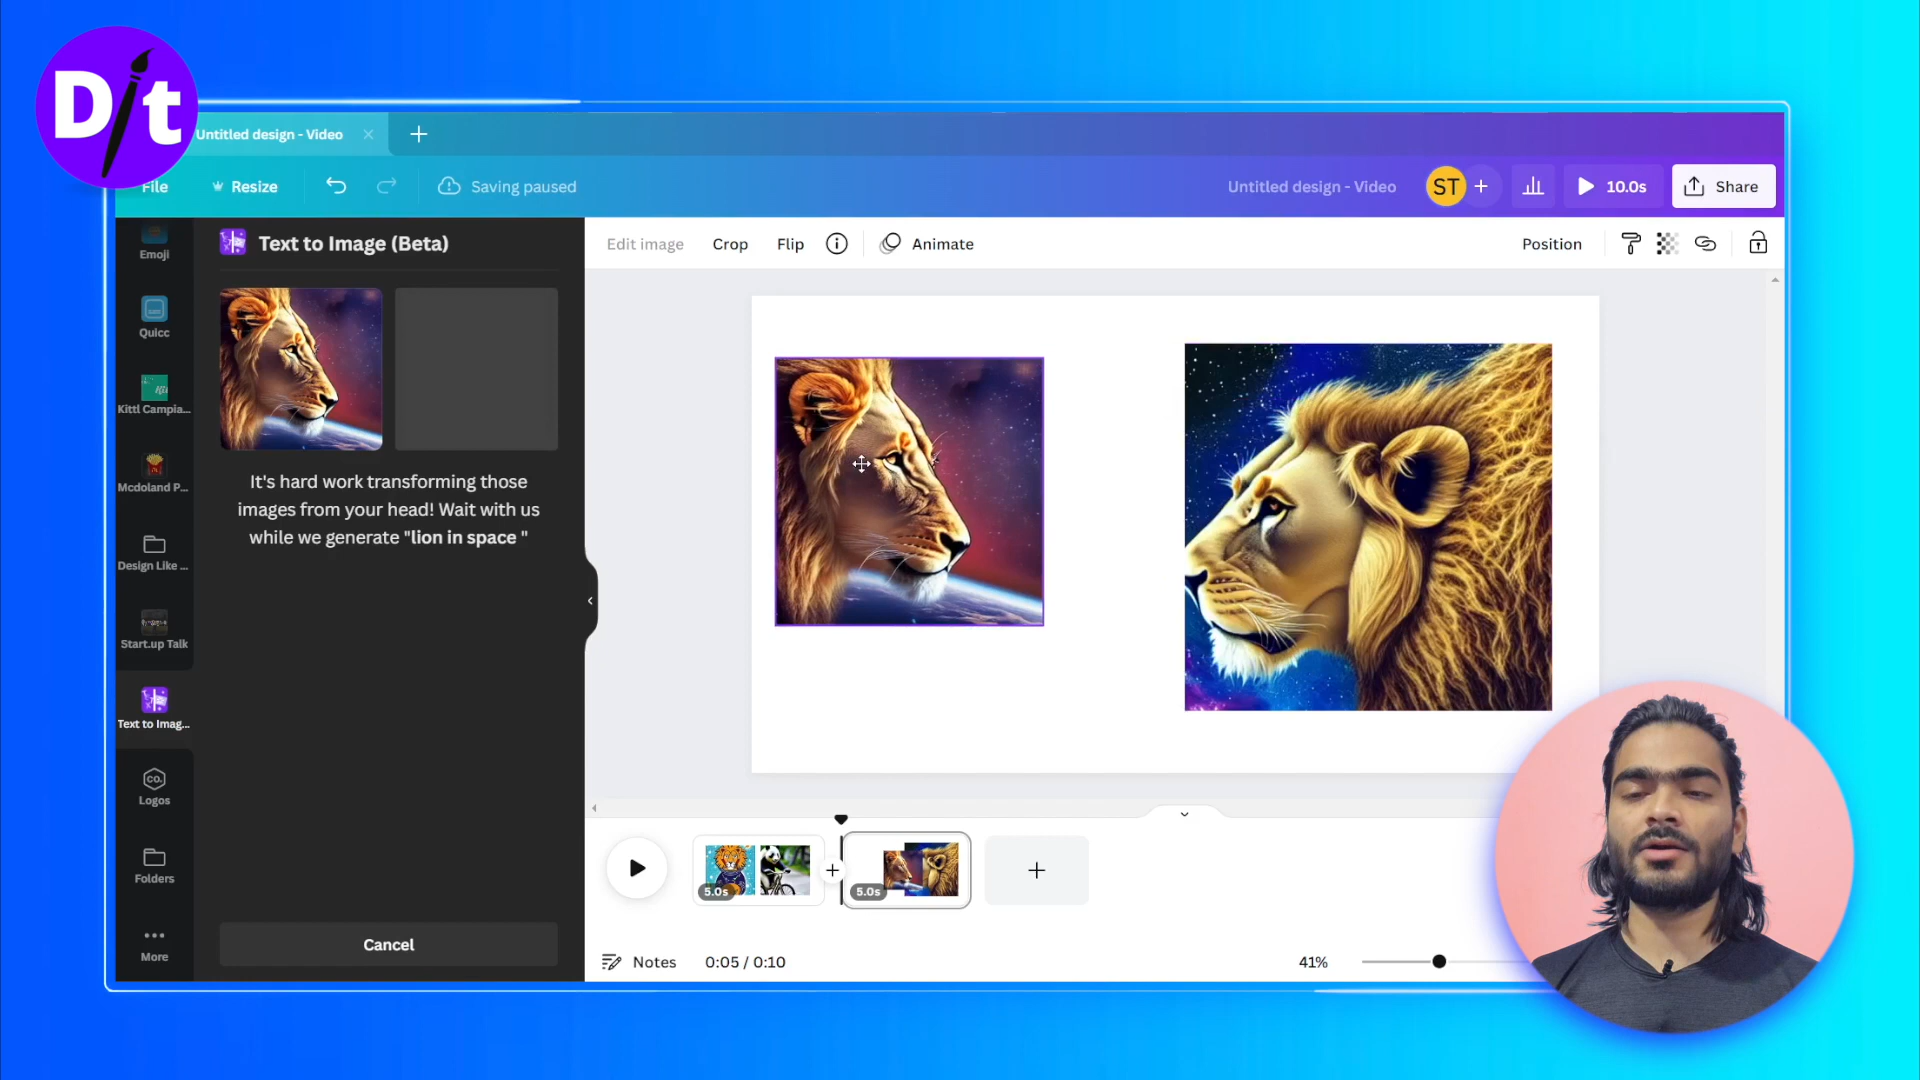 D/t
Untitled design - Video
File
Resize
Saving paused
Untitled design - Video
ST
10.0s
Share
Emoji
Quicc
Kittl Campia...
Mcdoland P...
Design Like ...
Start.up Talk
Text to Imag...
co.
Logos
Folders
More
Text to Image (Beta)
It's hard work transforming those
images from your head! Wait with us
while we generate "lion in space "
Cancel
Edit image
Crop
Flip
Animate
Position
5.0s
5.0s
Notes
0:05 / 0:10
41%